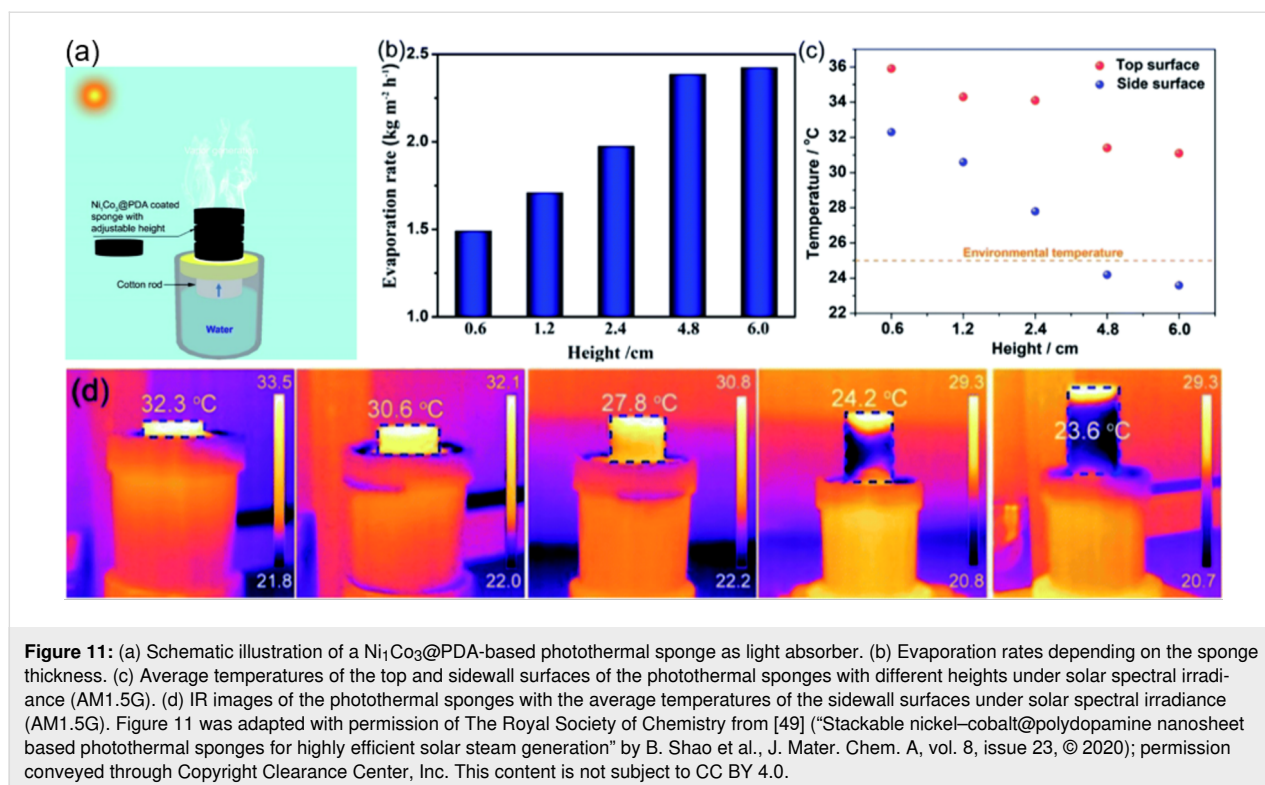 (a)
Ni1Co3@PDA coated
sponge with
adjustable height
Cotton rod
Water
(b)
Evaporation rate (kg m-2 h-1)
2.5
2.0
1.5
1.0
0.6 1.2 2.4 4.8 6.0
Height /cm
(c)
Top surface
Side surface
Temperature / °C
36
34
32
30
28
26
24
22
Environmental temperature
0.6 1.2 2.4 4.8 6.0
Height / cm
(d)
32.3 °C
33.5
21.8
30.6 °C
32.1
22.0
27.8 °C
30.8
22.2
24.2 °C
29.3
20.8
23.6 °C
29.3
20.7
Figure 11: (a) Schematic illustration of a Ni1Co3@PDA-based photothermal sponge as light absorber. (b) Evaporation rates depending on the sponge
thickness. (c) Average temperatures of the top and sidewall surfaces of the photothermal sponges with different heights under solar spectral irradi-
ance (AM1.5G). (d) IR images of the photothermal sponges with the average temperatures of the sidewall surfaces under solar spectral irradiance
(AM1.5G). Figure 11 was adapted with permission of The Royal Society of Chemistry from [49] (“Stackable nickel–cobalt@polydopamine nanosheet
based photothermal sponges for highly efficient solar steam generation” by B. Shao et al., J. Mater. Chem. A, vol. 8, issue 23, © 2020); permission
conveyed through Copyright Clearance Center, Inc. This content is not subject to CC BY 4.0.